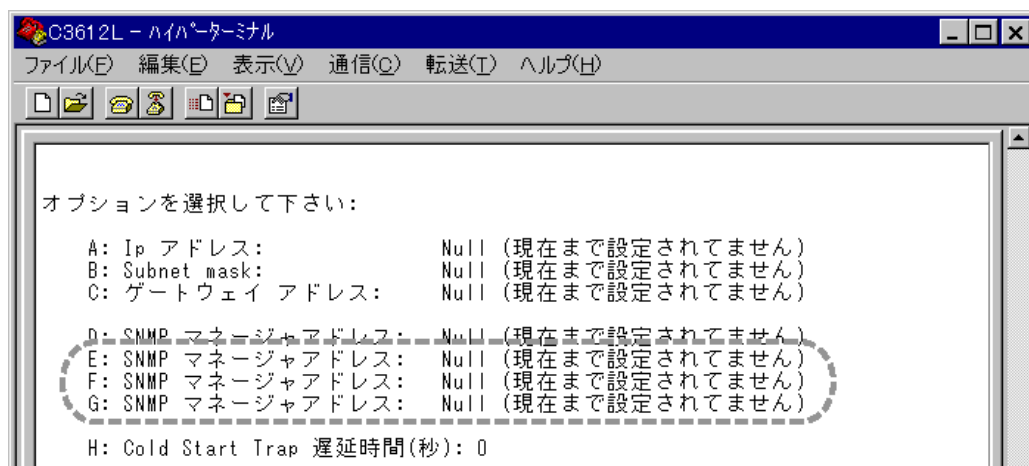 C3612L - ハイパーターミナル
ファイル(F) 編集(E) 表示(V) 通信(C) 転送(T) ヘルプ(H)
オプションを選択して下さい:
A: Ip アドレス: Null (現在まで設定されてません)
B: Subnet mask: Null (現在まで設定されてません)
C: ゲートウェイ アドレス: Null (現在まで設定されてません)
D: SNMP マネージャアドレス: Null (現在まで設定されてません)
E: SNMP マネージャアドレス: Null (現在まで設定されてません)
F: SNMP マネージャアドレス: Null (現在まで設定されてません)
G: SNMP マネージャアドレス: Null (現在まで設定されてません)
H: Cold Start Trap 遅延時間(秒): 0